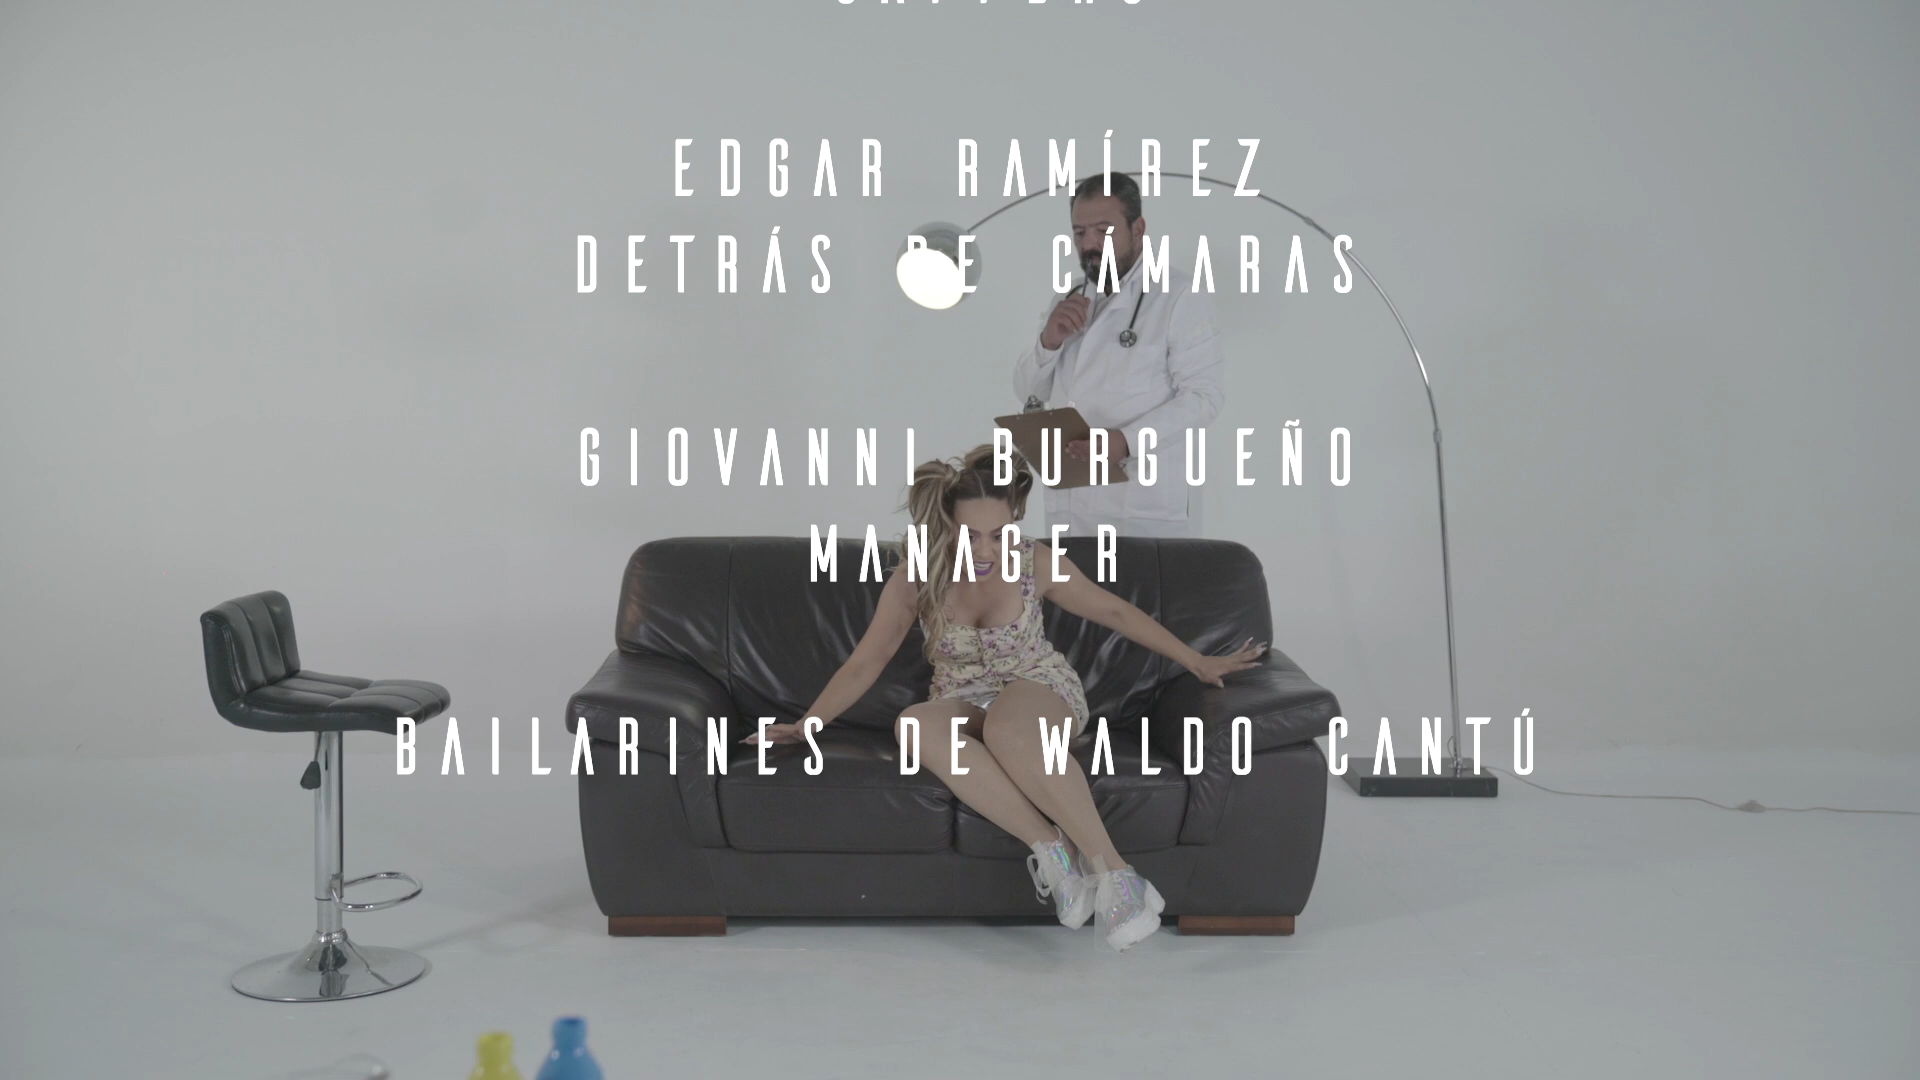 EDGAR RAMÍREZ
DETRÁS DE CÁMARAS
GIOVANNI BURGUEÑO
MANAGER
BAILARINES DE WALDO CANTÚ